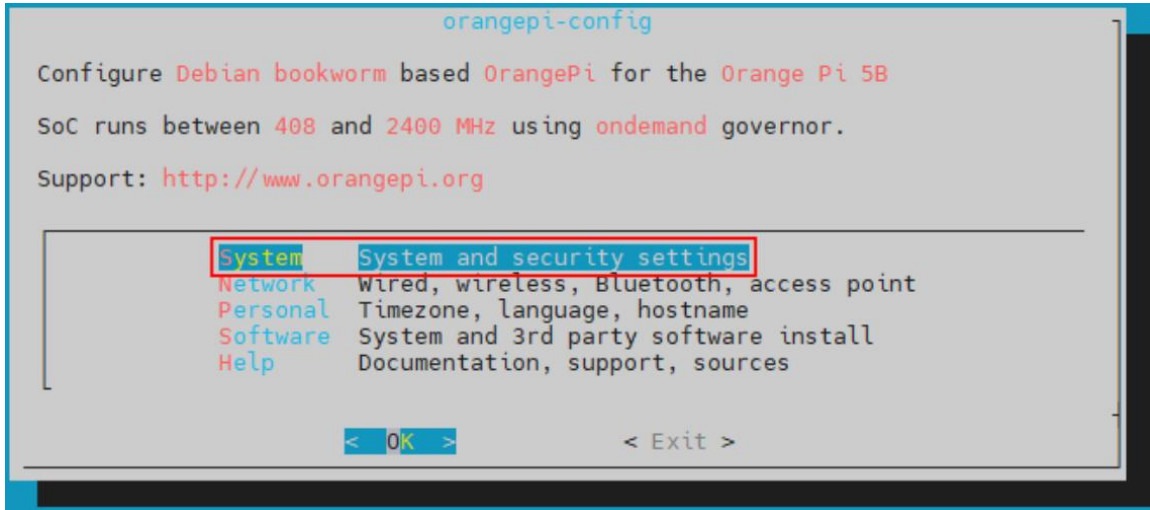 orangepi-config
Configure Debian bookworm based OrangePi for the Orange Pi 5B
SoC runs between 408 and 2400 MHz using ondemand governor.
Support: http://www.orangepi.org
System System and security settings
Network Wired, wireless, Bluetooth, access point
Personal Timezone, language, hostname
Software System and 3rd party software install
Help Documentation, support, sources
< OK > < Exit >